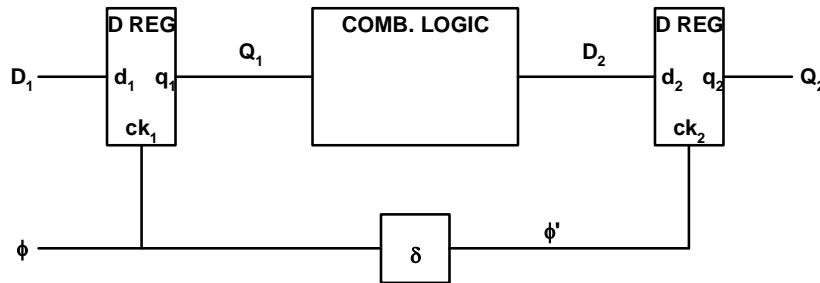 D REG
COMB. LOGIC
D REG
Q₁
D₂
D₁
d₁
q₁
d₂
q₂
Q₂
ck₁
ck₂
ϕ
δ
ϕ'